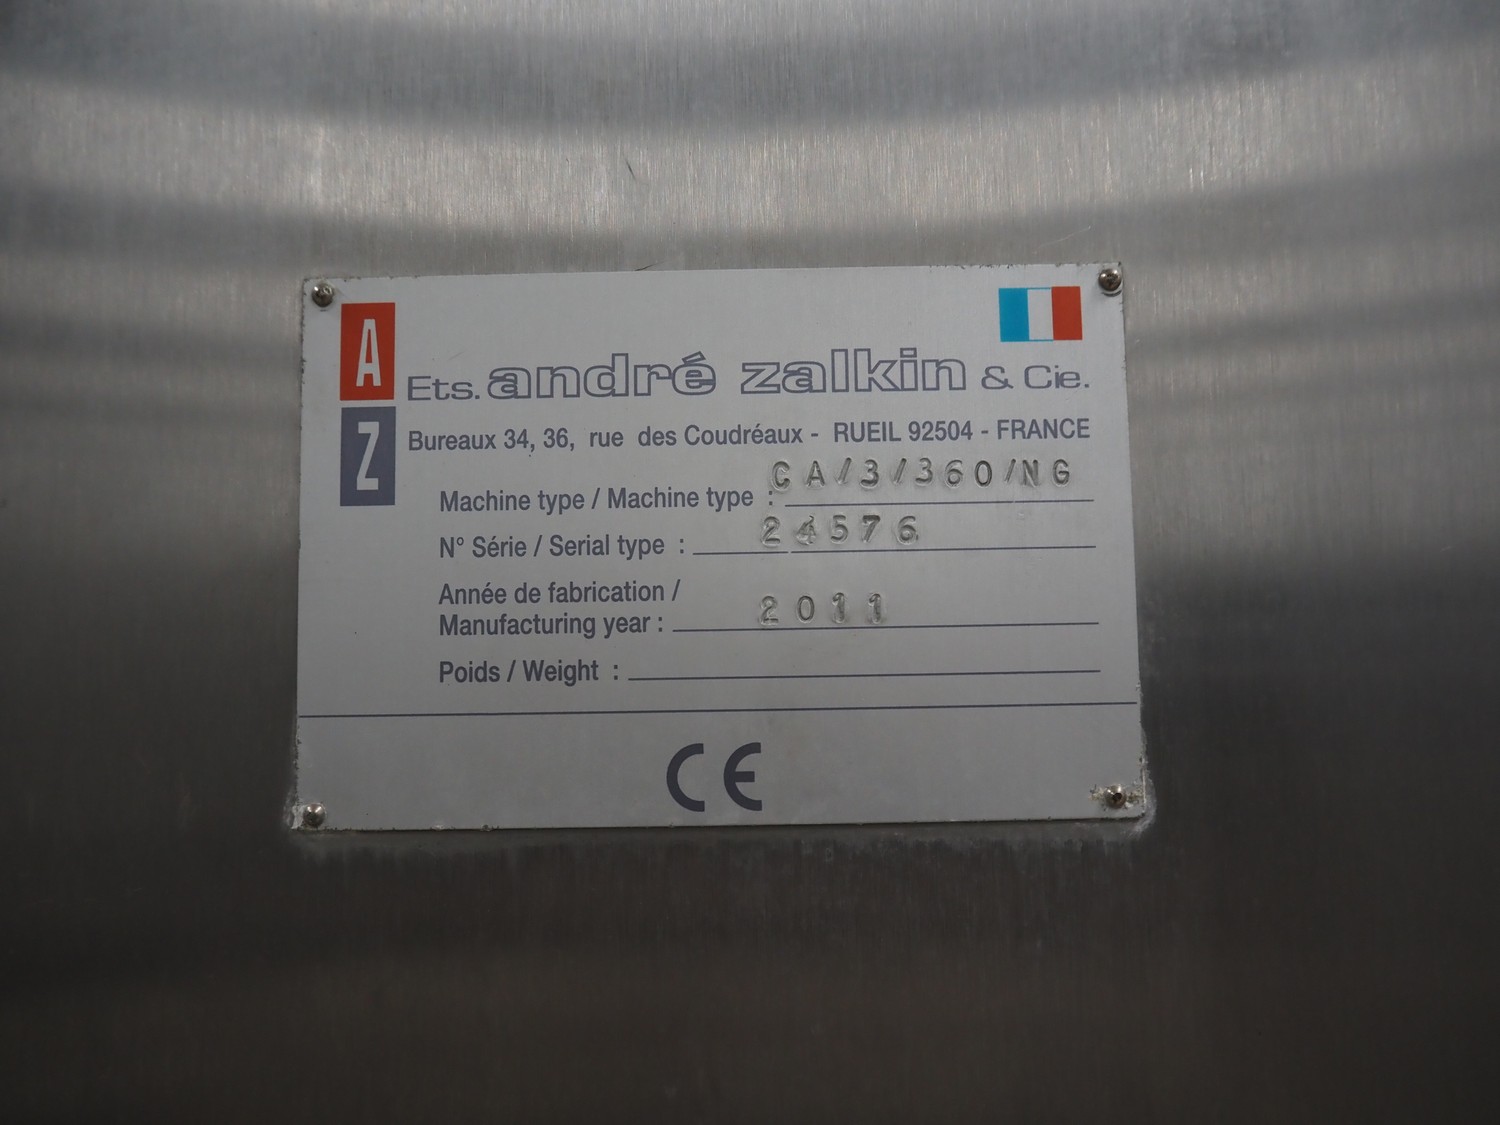 A
Z
Ets. andré zalkin & Cie.
Bureaux 34, 36, rue des Coudréaux - RUEIL 92504 - FRANCE
Machine type / Machine type : CA/3/360/NG
N° Série / Serial type : 24576
Année de fabrication /
Manufacturing year : 2011
Poids / Weight :
CE